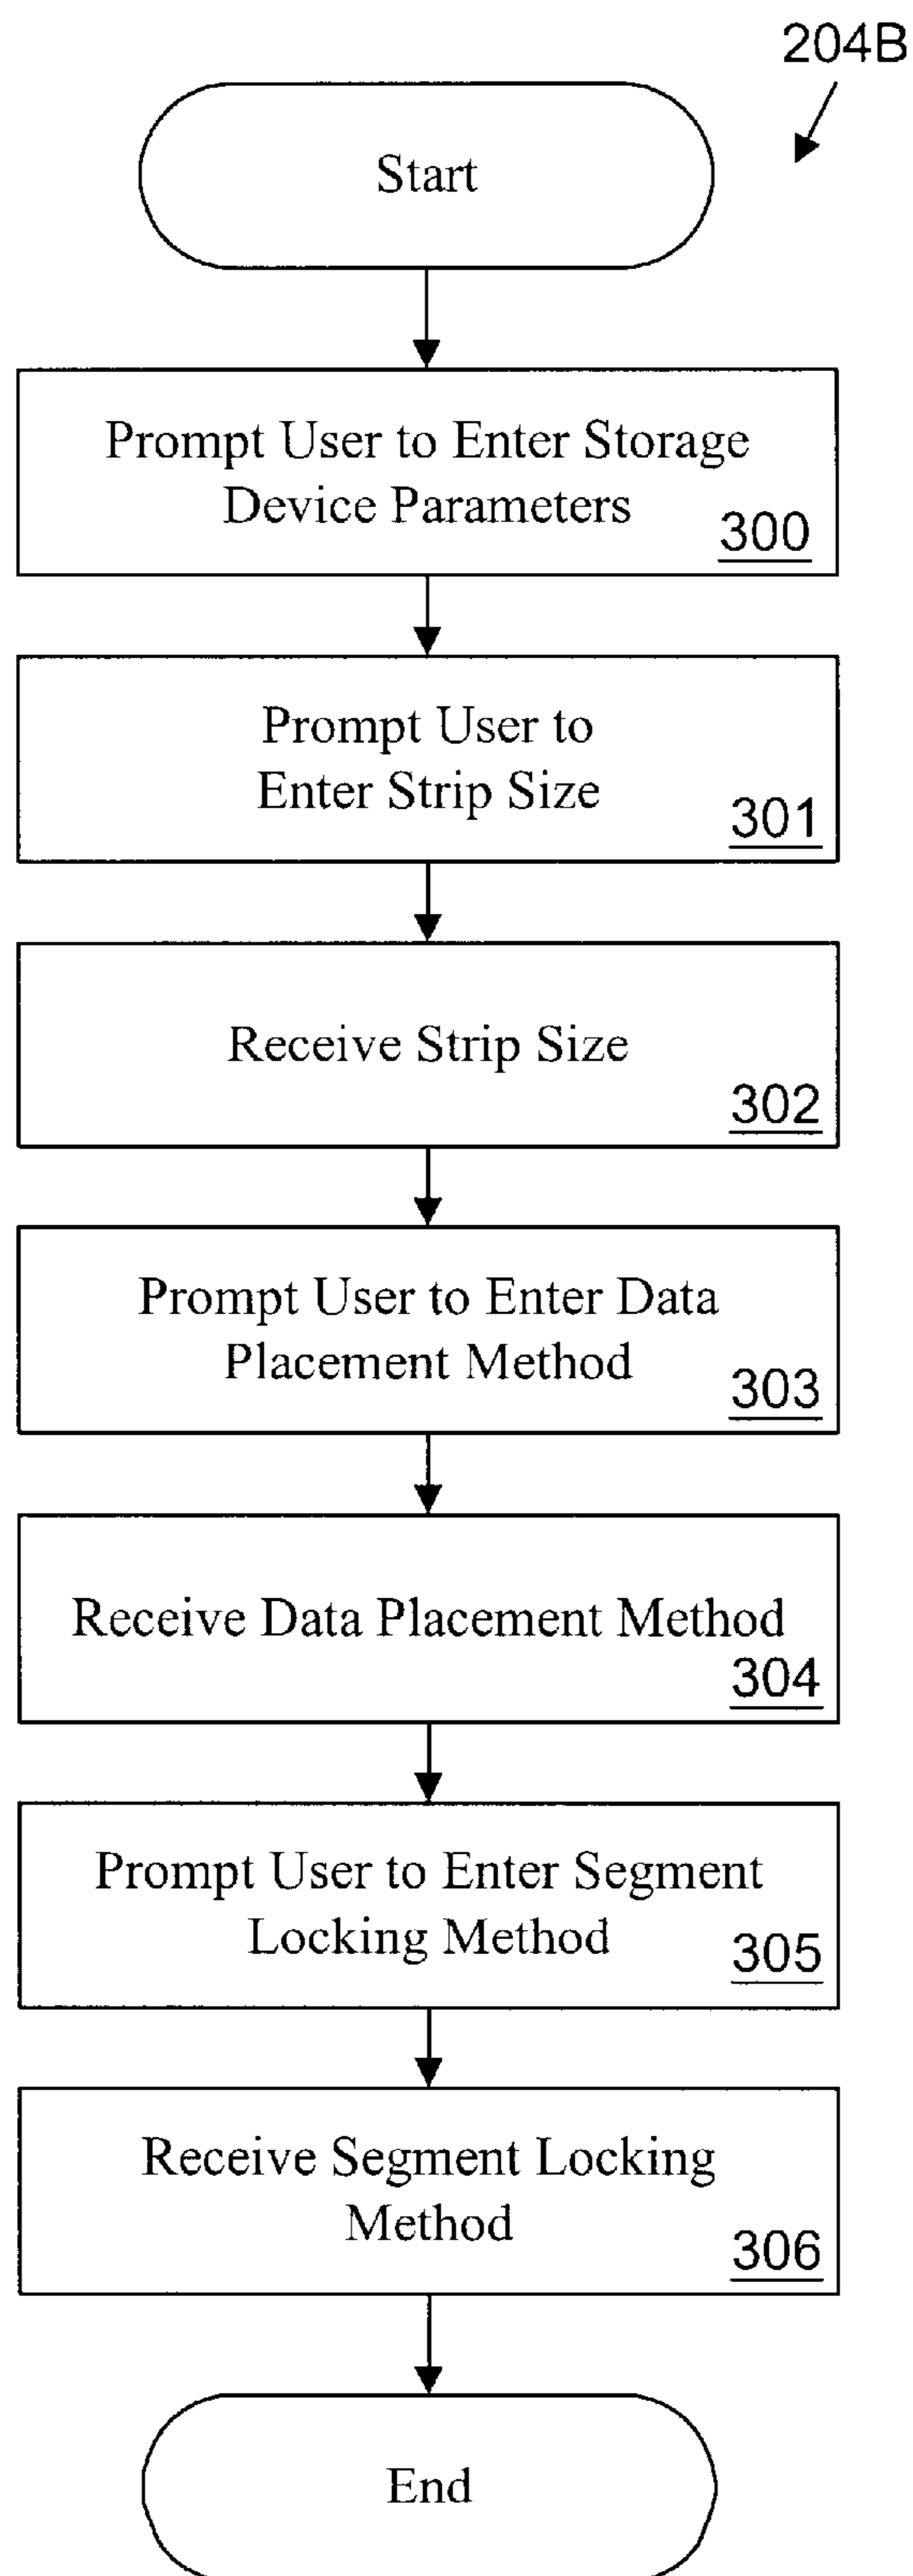 204B
Start
Prompt User to Enter Storage
Device Parameters
300
Prompt User to
Enter Strip Size
301
Receive Strip Size
302
Prompt User to Enter Data
Placement Method
303
Receive Data Placement Method
304
Prompt User to Enter Segment
Locking Method
305
Receive Segment Locking
Method
306
End